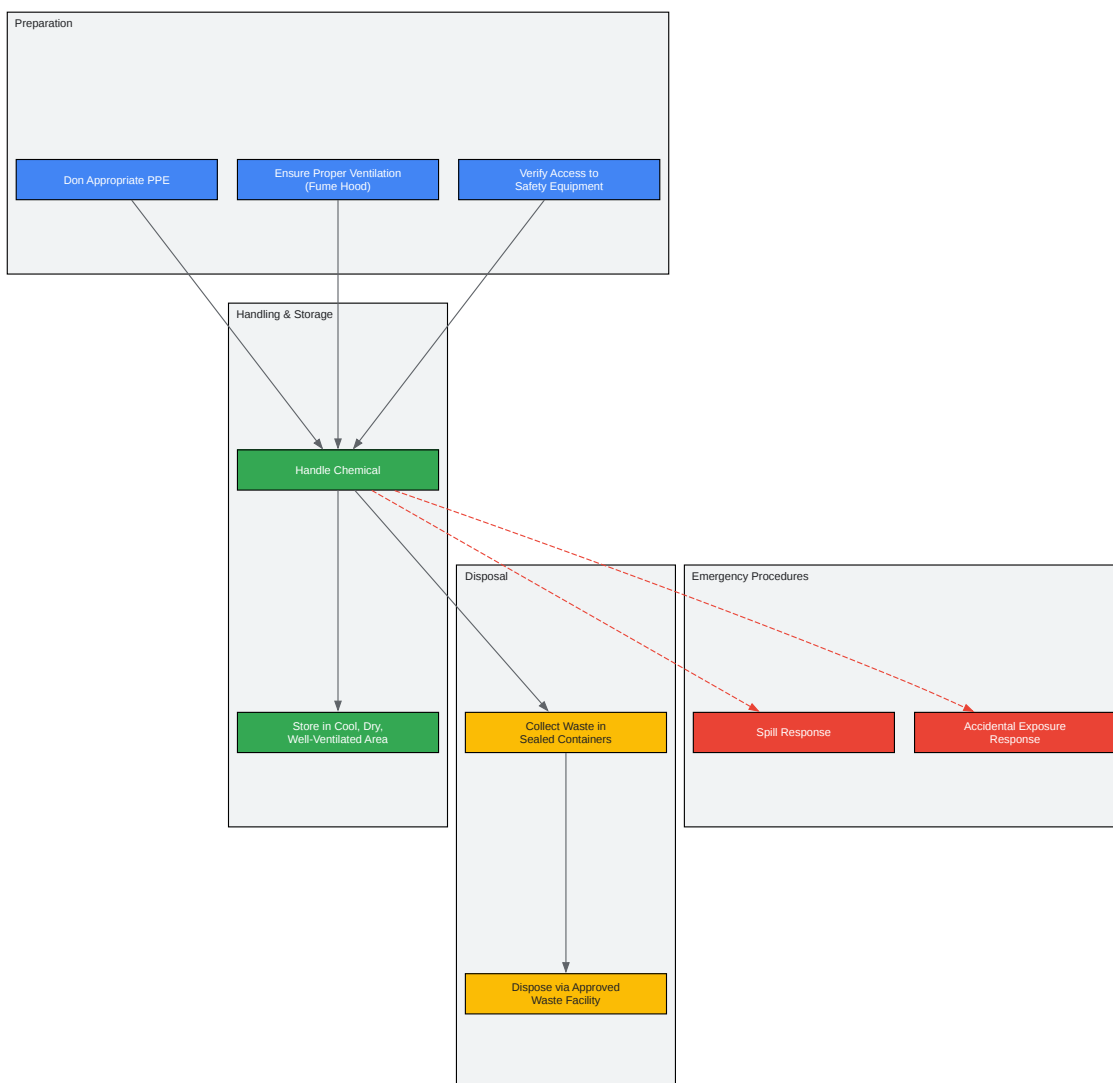 Preparation
Don Appropriate PPE
Ensure Proper Ventilation
(Fume Hood)
Verify Access to
Safety Equipment
Handling & Storage
Handle Chemical
Disposal
Emergency Procedures
Store in Cool, Dry,
Well-Ventilated Area
Collect Waste in
Sealed Containers
Spill Response
Accidental Exposure
Response
Dispose via Approved
Waste Facility